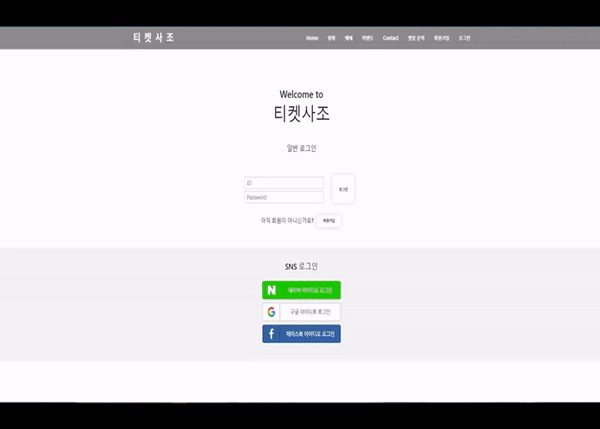 티켓사조
Home 영화 예매 이벤트 Contact 챗봇 문의 회원가입 로그인
Welcome to
티켓사조
일반 로그인
ID
로그인
Password
아직 회원이 아니신가요? 회원가입
SNS 로그인
네이버 아이디로 로그인
구글 아이디로 로그인
페이스북 아이디로 로그인